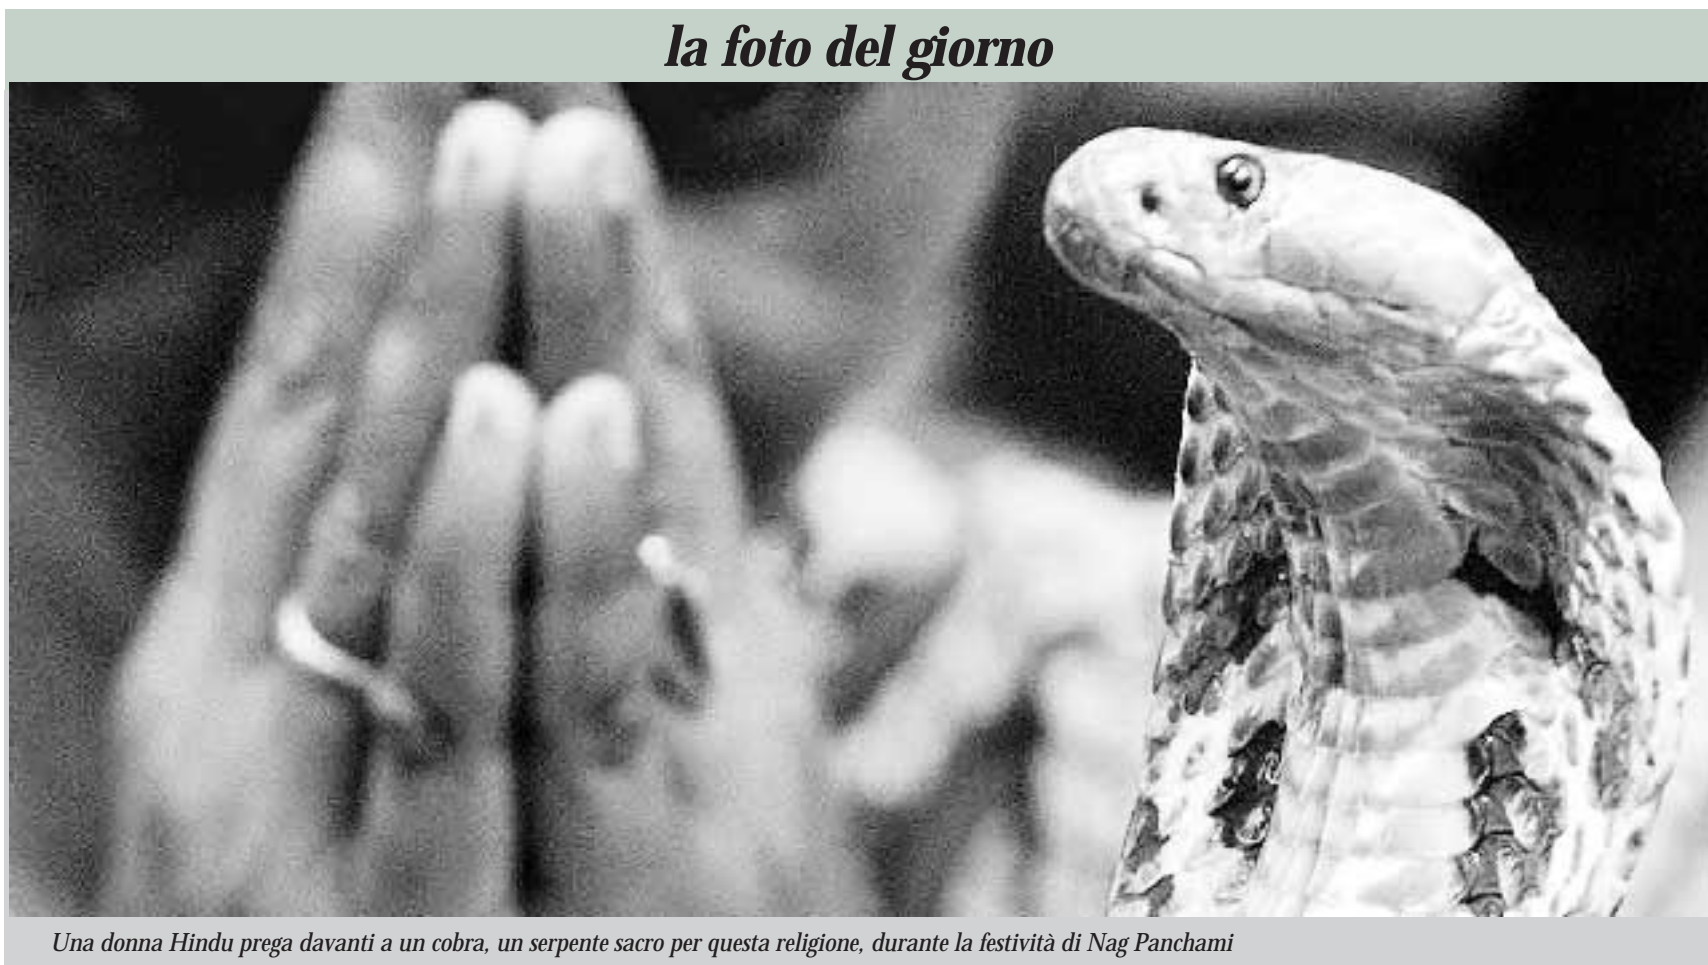 la foto del giorno
Una donna Hindu prega davanti a un cobra, un serpente sacro per questa religione, durante la festività di Nag Panchami